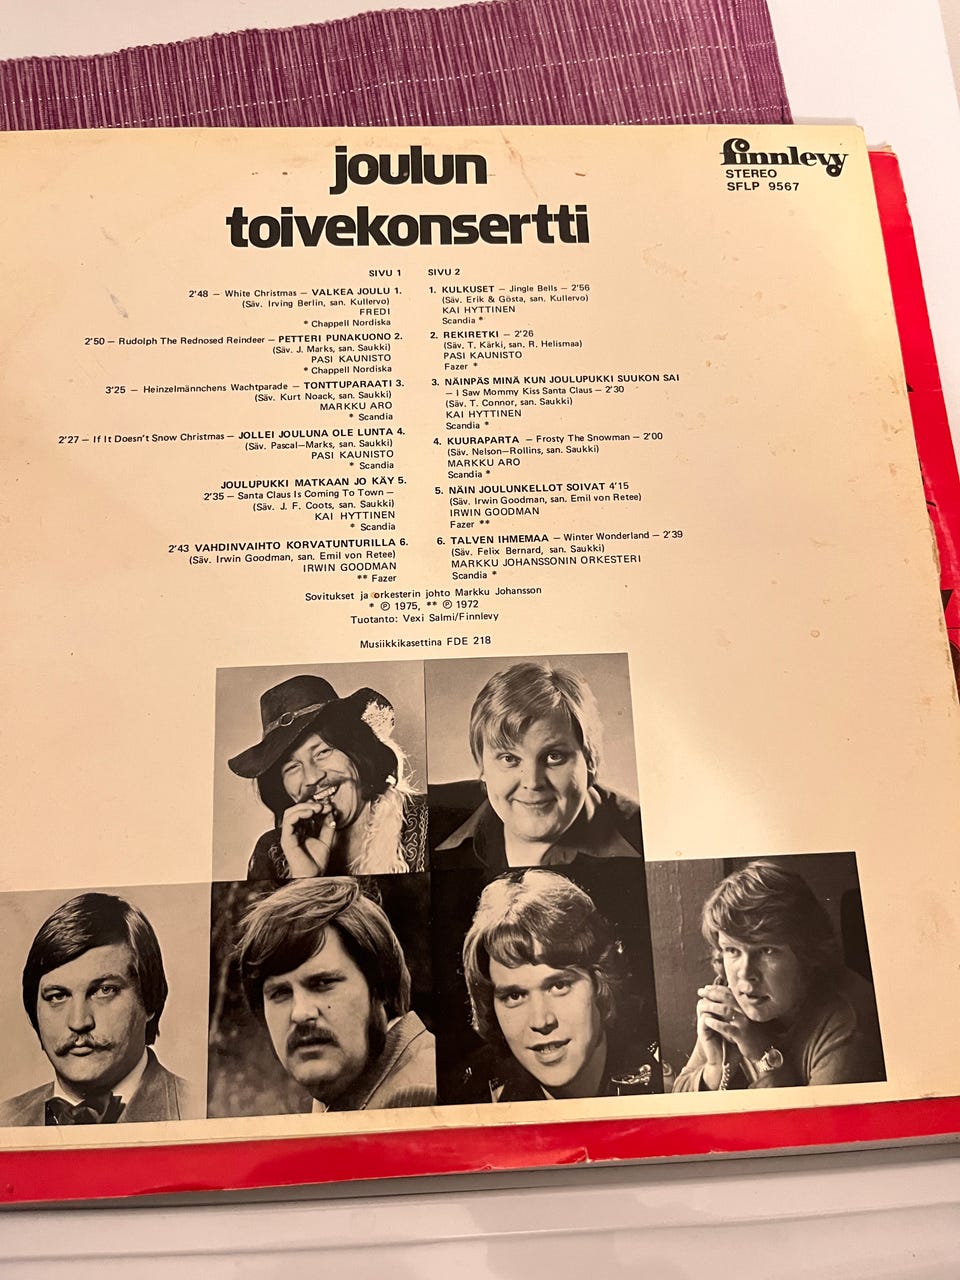 joulun
toivekonsertti
finnlevy
STEREO
SFLP 9567
SIVU 1
2'48 — White Christmas — VALKEA JOULU 1.
(Säv. Irving Berlin, san. Kullervo)
FREDI
* Chappell Nordiska
2'50 — Rudolph The Rednosed Reindeer — PETTERI PUNAKUONO 2.
(Säv. J. Marks, san. Saukki)
PASI KAUNISTO
* Chappell Nordiska
3'25 — Heinzelmännchens Wachtparade — TONTTUPARAATI 3.
(Säv. Kurt Noack, san. Saukki)
MARKKU ARO
* Scandia
2'27 — If It Doesn't Snow Christmas — JOLLEI JOULUNA OLE LUNTA 4.
(Säv. Pascal—Marks, san. Saukki)
PASI KAUNISTO
* Scandia
JOULUPUKKI MATKAAN JO KÄY 5.
2'35 — Santa Claus Is Coming To Town —
(Säv. J. F. Coots, san. Saukki)
KAI HYTTINEN
* Scandia
2'43 VAHDINVAIHTO KORVATUNTURILLA 6.
(Säv. Irwin Goodman, san. Emil von Retee)
IRWIN GOODMAN
** Fazer
SIVU 2
1. KULKUSET — Jingle Bells — 2'56
(Säv. Erik & Gösta, san. Kullervo)
KAI HYTTINEN
Scandia *
2. REKIRETKI — 2'26
(Säv. T. Kärki, san. R. Helismaa)
PASI KAUNISTO
Fazer *
3. NÄINPÄS MINÄ KUN JOULUPUKKI SUUKON SAI
— I Saw Mommy Kiss Santa Claus — 2'30
(Säv. T. Connor, san. Saukki)
KAI HYTTINEN
Scandia *
4. KUURAPARTA — Frosty The Snowman — 2'00
(Säv. Nelson—Rollins, san. Saukki)
MARKKU ARO
Scandia *
5. NÄIN JOULUNKELLOT SOIVAT 4'15
(Säv. Irwin Goodman, san. Emil von Retee)
IRWIN GOODMAN
Fazer **
6. TALVEN IHMEMAA — Winter Wonderland — 2'39
(Säv. Felix Bernard, san. Saukki)
MARKKU JOHANSSONIN ORKESTERI
Scandia *
Sovitukset ja orkesterin johto Markku Johansson
* ℗ 1975, ** ℗ 1972
Tuotanto: Vexi Salmi/Finnlevy
Musiikkikasettina FDE 218